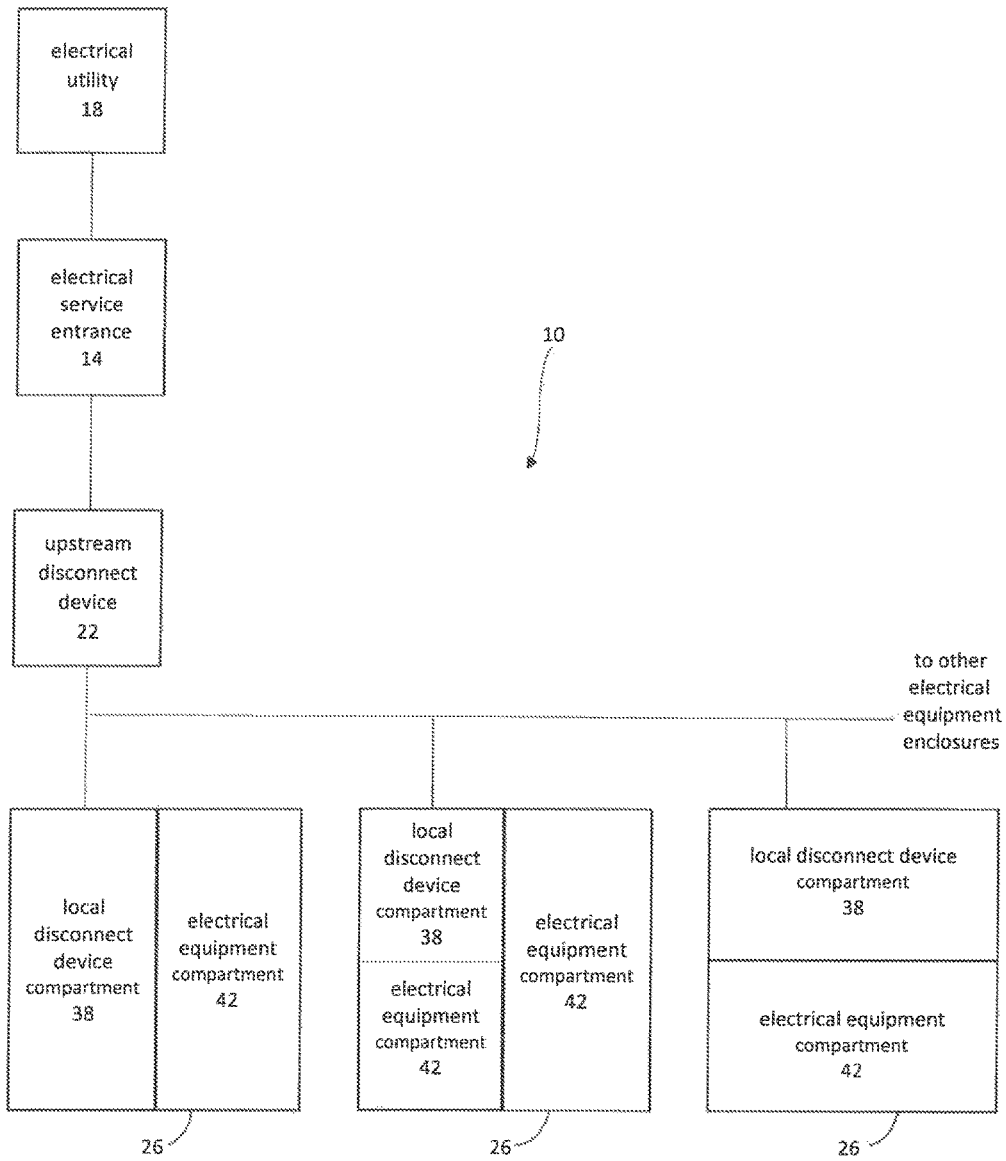 electrical
utility
18
electrical
service
entrance
14
10
upstream
disconnect
device
22
to other
electrical
equipment
enclosures
local
disconnect
device
compartment
38
electrical
equipment
compartment
42
local
disconnect
device
compartment
38
electrical
equipment
compartment
42
electrical
equipment
compartment
42
local disconnect device
compartment
38
electrical equipment
compartment
42
26
26
26